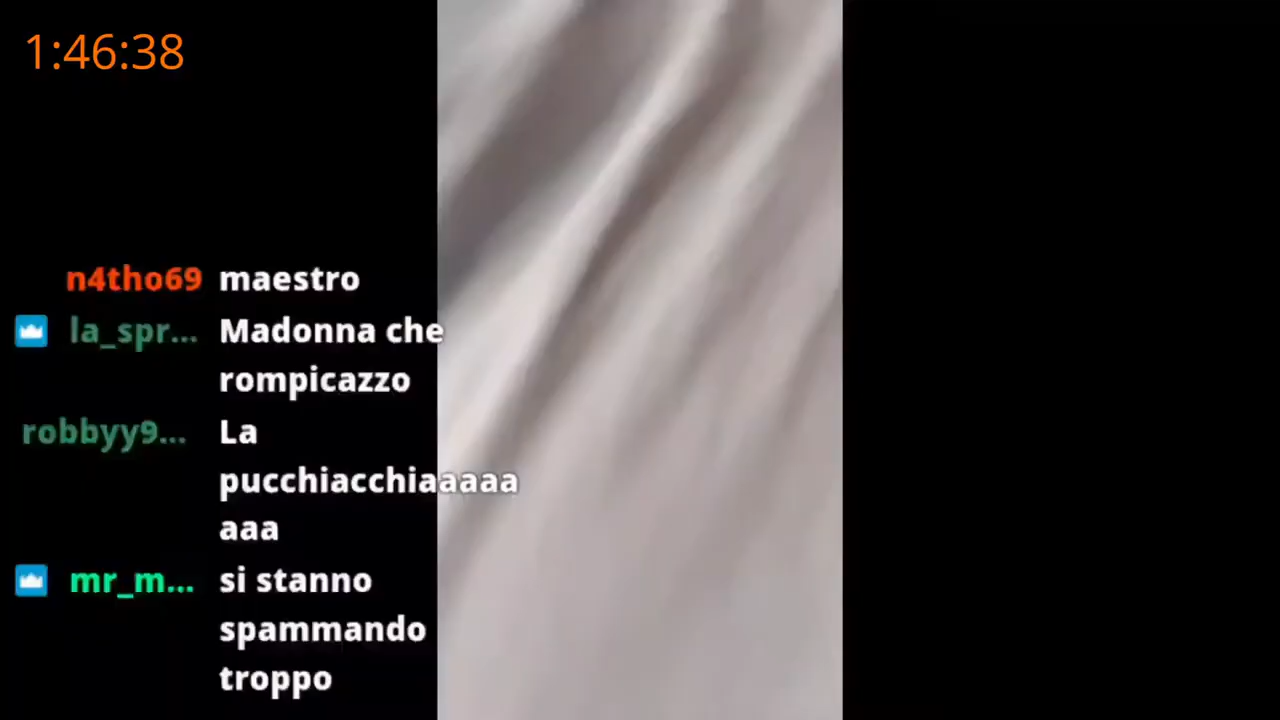 1:46:38
n4tho69 maestro
la_spr... Madonna che
rompicazzo
robbyy9... La
pucchiacchiaaaaa
aaa
mr_m... si stanno
spammando
troppo